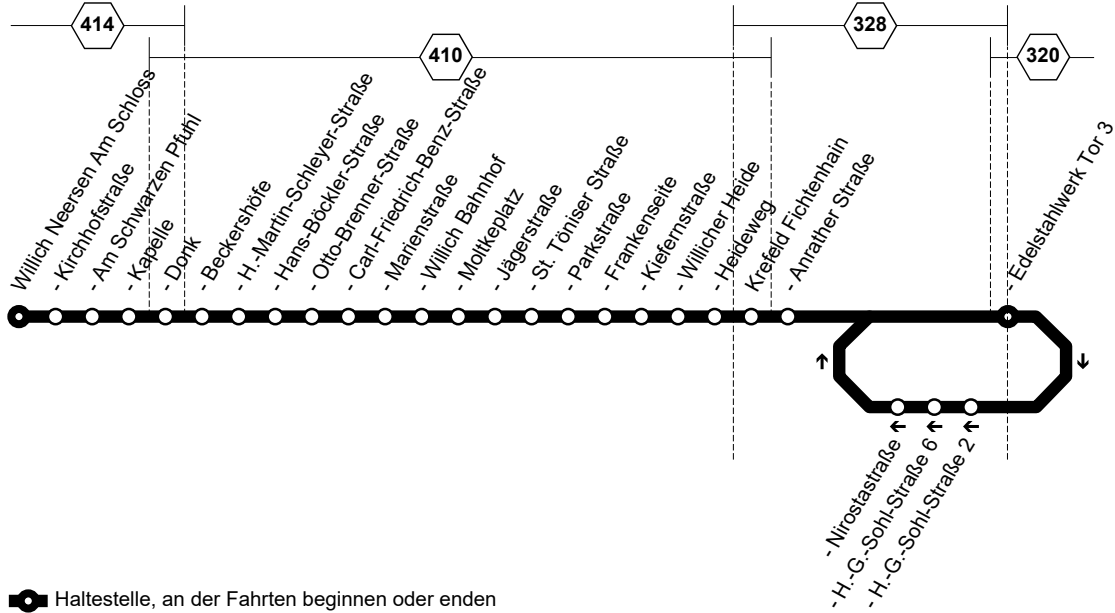 414
410
328
320
Willich Neersen Am Schloss
- Kirchhofstraße
- Am Schwarzen Pfuhl
- Kapelle
- Donk
- Beckershöfe
- H.-Martin-Schleyer-Straße
- Hans-Böckler-Straße
- Otto-Brenner-Straße
- Carl-Friedrich-Benz-Straße
- Marienstraße
- Willich Bahnhof
- Moltkeplatz
- Jägerstraße
- St. Töniser Straße
- Parkstraße
- Frankenseite
- Kiefernstraße
- Willicher Heide
- Heideweg
Krefeld Fichtenhain
- Anrather Straße
- Edelstahlwerk Tor 3
- Nirostastraße
- H.-G.-Sohl-Straße 6
- H.-G.-Sohl-Straße 2
Haltestelle, an der Fahrten beginnen oder enden